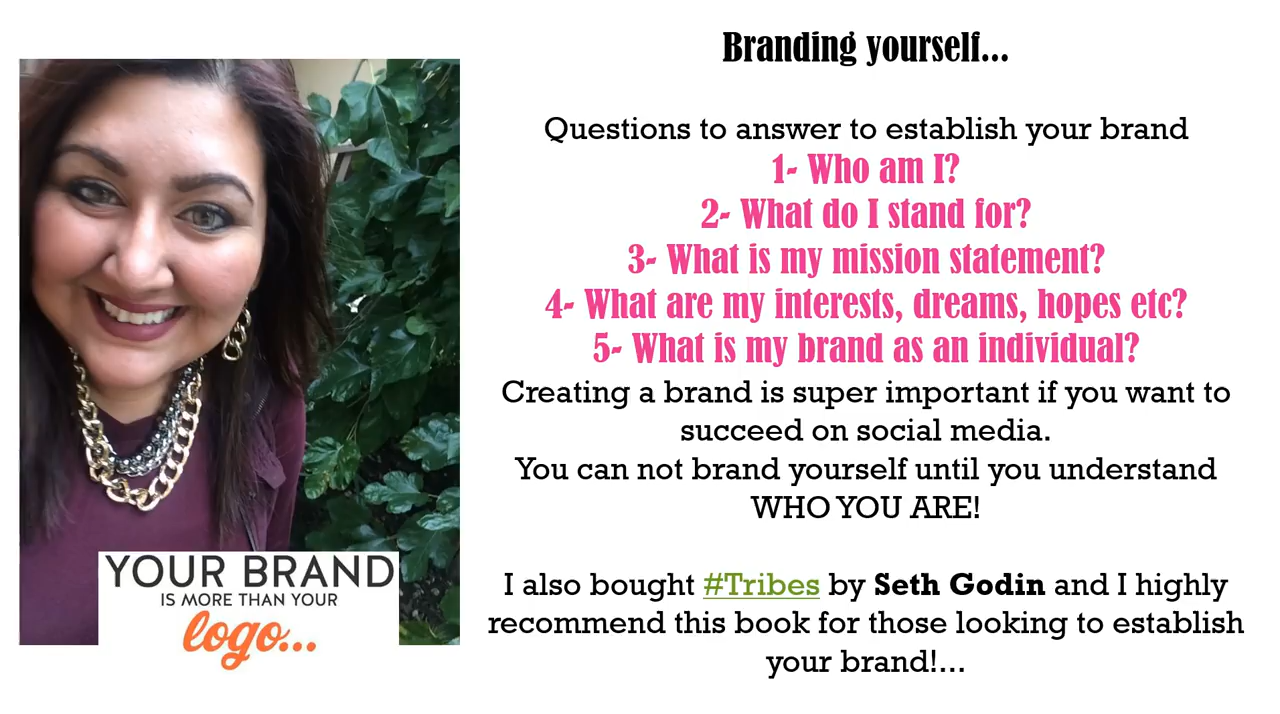 Branding yourself...
Questions to answer to establish your brand
1- Who am I?
2- What do I stand for?
3- What is my mission statement?
4- What are my interests, dreams, hopes etc?
5- What is my brand as an individual?
Creating a brand is super important if you want to
succeed on social media.
You can not brand yourself until you understand
WHO YOU ARE!
I also bought #Tribes by Seth Godin and I highly
recommend this book for those looking to establish
your brand!...
YOUR BRAND
IS MORE THAN YOUR
logo...